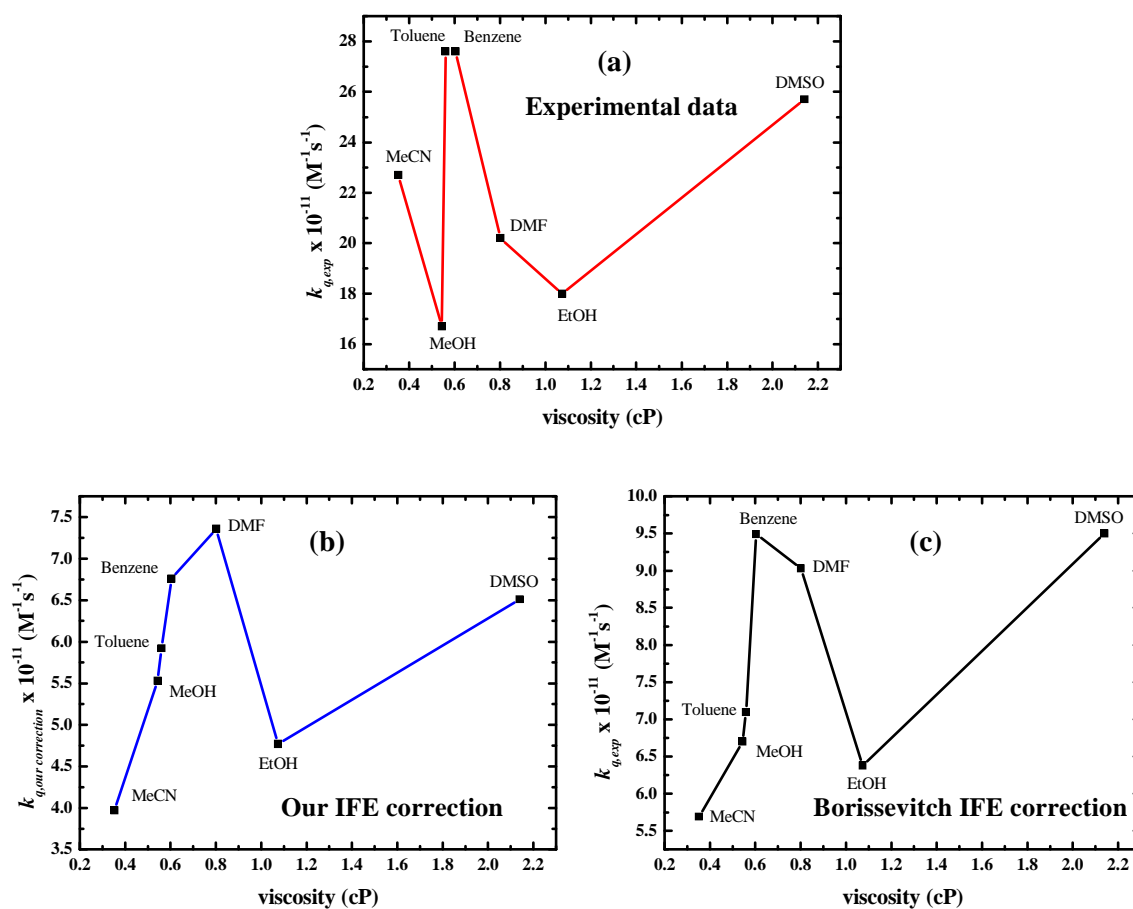 (a)
Experimental data
Toluene
Benzene
DMSO
MeCN
DMF
EtOH
MeOH
28
26
24
22
20
18
16
k_{q,exp} x 10^{-11} (M^{-1}s^{-1})
0.2 0.4 0.6 0.8 1.0 1.2 1.4 1.6 1.8 2.0 2.2
viscosity (cP)
(b)
DMF
Benzene
DMSO
Toluene
MeOH
EtOH
MeCN
Our IFE correction
7.5
7.0
6.5
6.0
5.5
5.0
4.5
4.0
3.5
k_{q,our correction} x 10^{-11} (M^{-1}s^{-1})
0.2 0.4 0.6 0.8 1.0 1.2 1.4 1.6 1.8 2.0 2.2
viscosity (cP)
(c)
Benzene
DMSO
DMF
Toluene
MeOH
EtOH
MeCN
Borissevitch IFE correction
10.0
9.5
9.0
8.5
8.0
7.5
7.0
6.5
6.0
5.5
k_{q,exp} x 10^{-11} (M^{-1}s^{-1})
0.2 0.4 0.6 0.8 1.0 1.2 1.4 1.6 1.8 2.0 2.2
viscosity (cP)